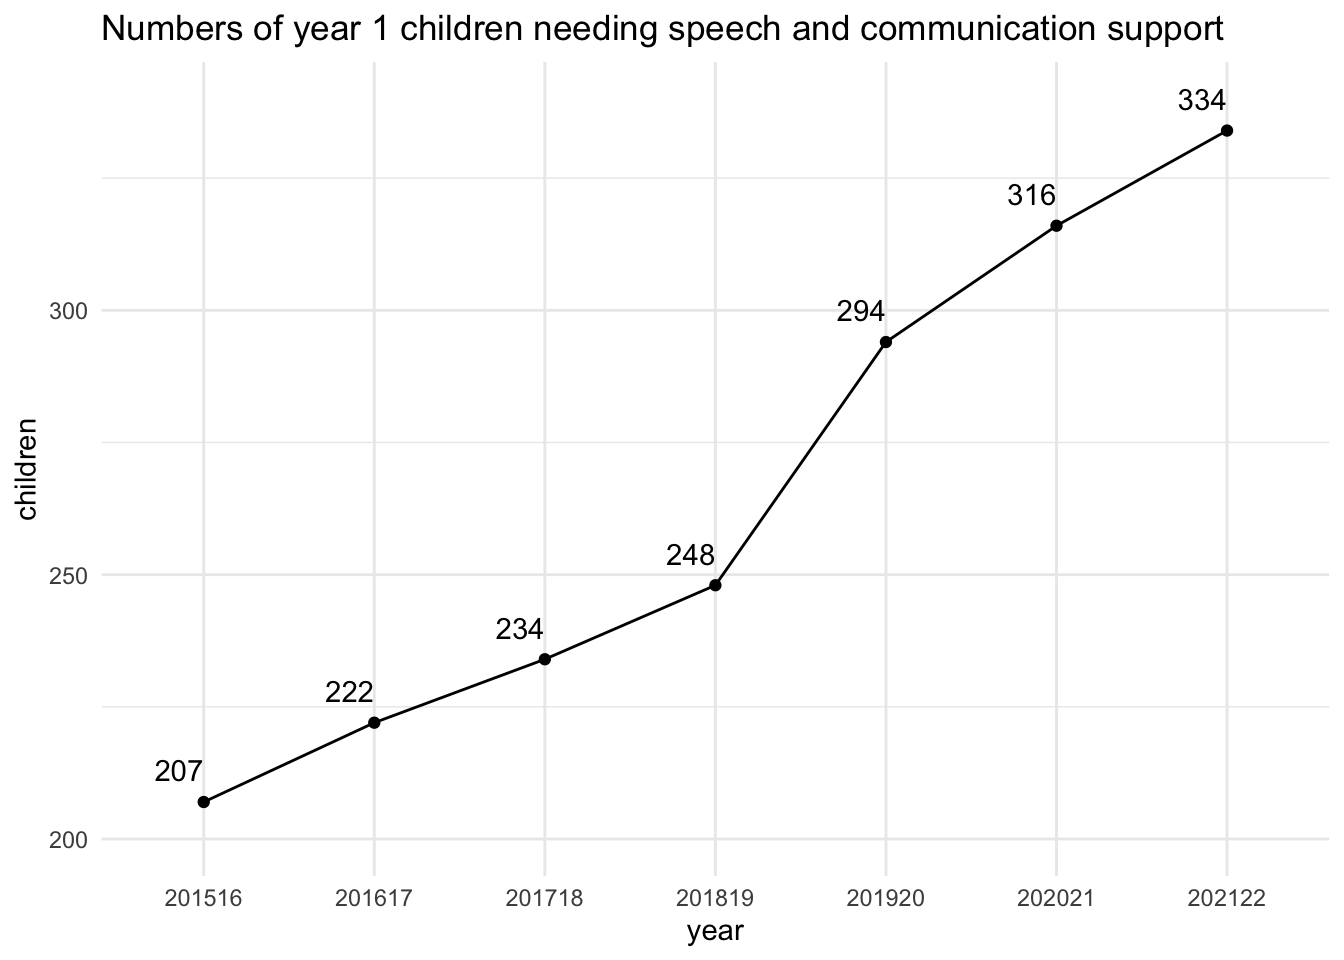 Numbers of year 1 children needing speech and communication support
334
316
300
294
children
248
250
234
222
207
200
201516 201617 201718 201819 201920 202021 202122
year